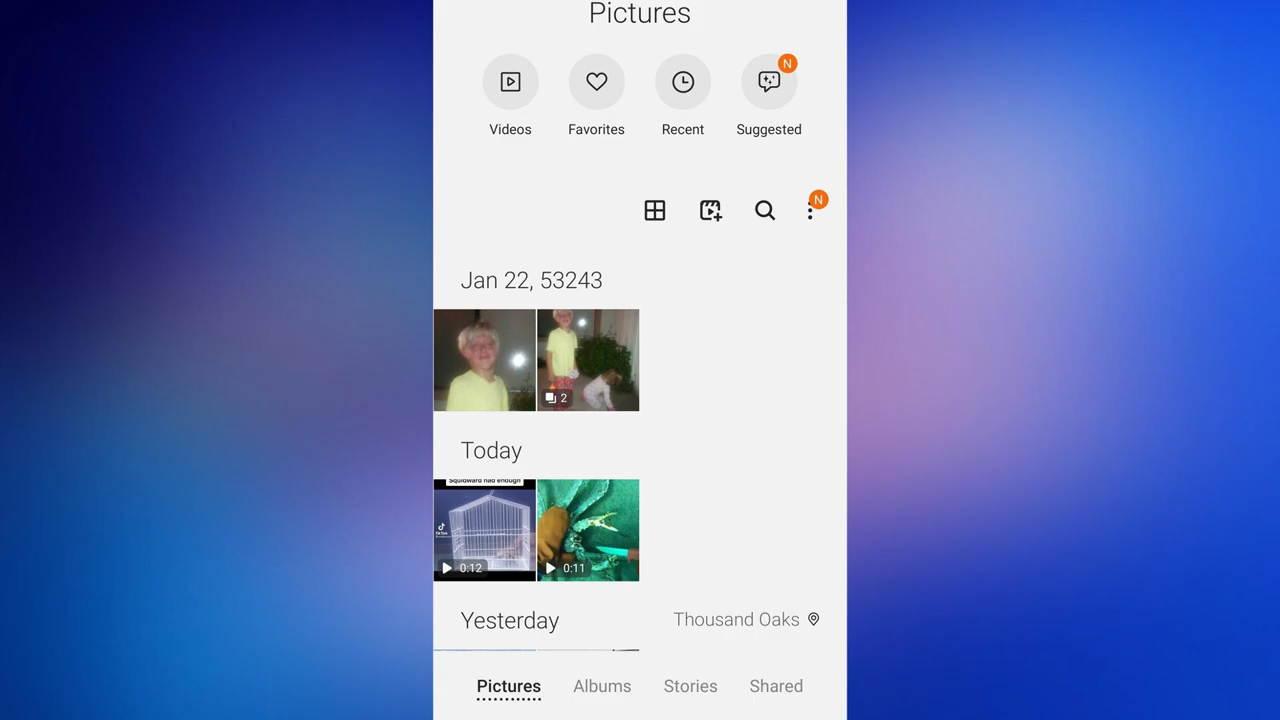 Pictures
N
Videos Favorites Recent Suggested
N
Jan 22, 53243
2
Today
Squidward had enough
TikTok
0:12 0:11
Yesterday Thousand Oaks
Pictures Albums Stories Shared